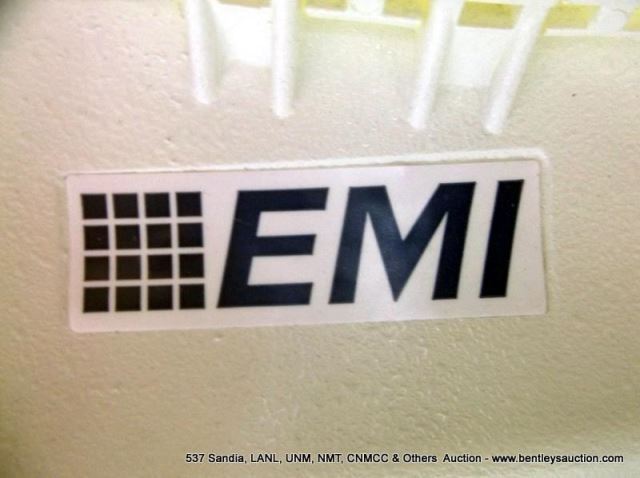 EMI
537 Sandia, LANL, UNM, NMT, CNMCC & Others Auction - www.bentleysauction.com